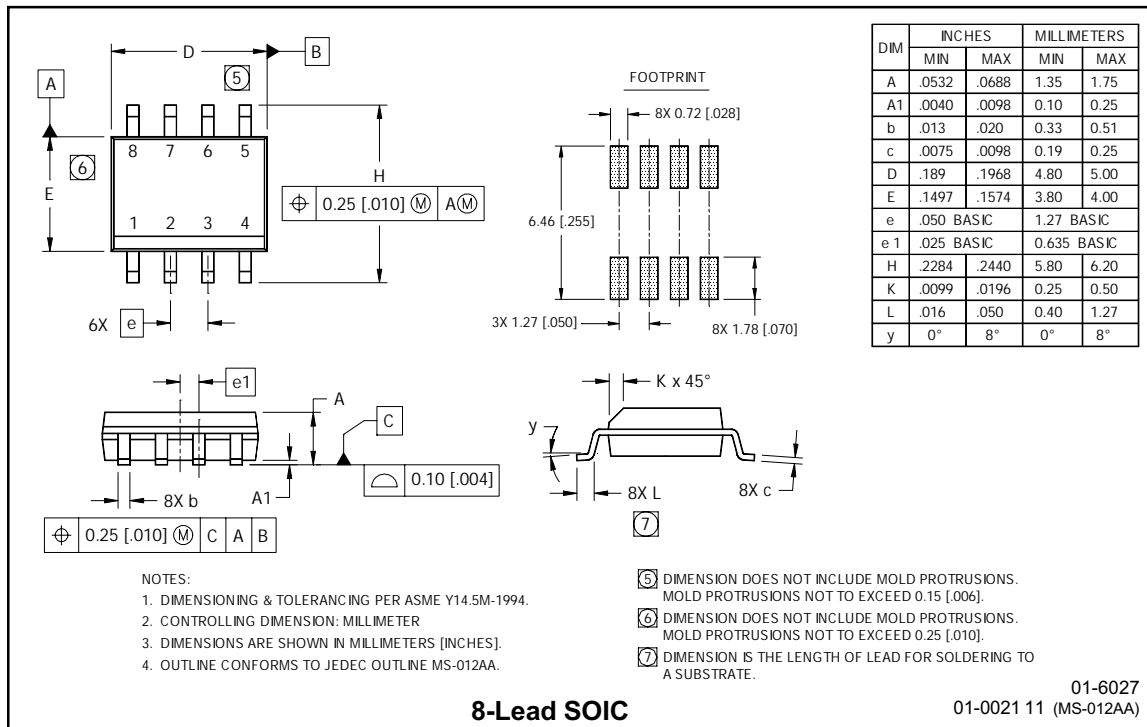 D
B
5
A
8 7 6 5
6
E
H
0.25 [.010] Ⓜ AⓂ
1 2 3 4
6X e
FOOTPRINT
8X 0.72 [.028]
6.46 [.255]
3X 1.27 [.050]
8X 1.78 [.070]
DIM INCHES MILLIMETERS
MIN MAX MIN MAX
A .0532 .0688 1.35 1.75
A1 .0040 .0098 0.10 0.25
b .013 .020 0.33 0.51
c .0075 .0098 0.19 0.25
D .189 .1968 4.80 5.00
E .1497 .1574 3.80 4.00
e .050 BASIC 1.27 BASIC
e 1 .025 BASIC 0.635 BASIC
H .2284 .2440 5.80 6.20
K .0099 .0196 0.25 0.50
L .016 .050 0.40 1.27
y 0° 8° 0° 8°
e1
A
C
A1
0.10 [.004]
8X b
0.25 [.010] Ⓜ C A B
K x 45°
y
8X L
8X c
7
NOTES:
1. DIMENSIONING & TOLERANCING PER ASME Y14.5M-1994.
2. CONTROLLING DIMENSION: MILLIMETER
3. DIMENSIONS ARE SHOWN IN MILLIMETERS [INCHES].
4. OUTLINE CONFORMS TO JEDEC OUTLINE MS-012AA.
5 DIMENSION DOES NOT INCLUDE MOLD PROTRUSIONS.
MOLD PROTRUSIONS NOT TO EXCEED 0.15 [.006].
6 DIMENSION DOES NOT INCLUDE MOLD PROTRUSIONS.
MOLD PROTRUSIONS NOT TO EXCEED 0.25 [.010].
7 DIMENSION IS THE LENGTH OF LEAD FOR SOLDERING TO
A SUBSTRATE.
8-Lead SOIC
01-6027
01-0021 11 (MS-012AA)